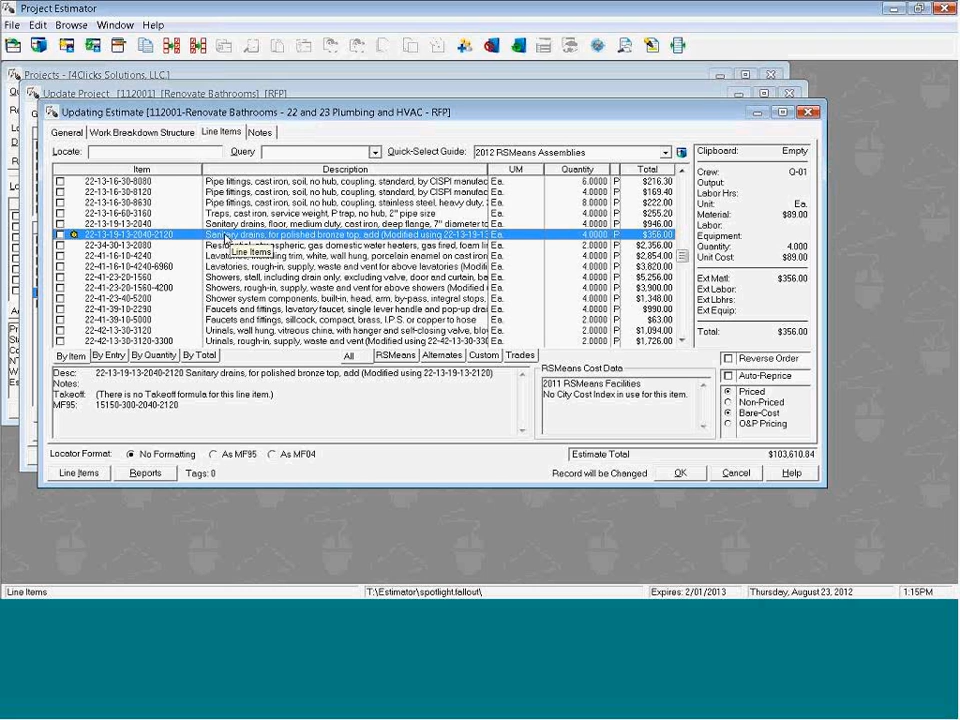 Project Estimator
File Edit Browse Window Help
Projects - [4Clicks Solutions, LLC.]
Update Project [112001] [Renovate Bathrooms] [RFP]
Updating Estimate [112001-Renovate Bathrooms - 22 and 23 Plumbing and HVAC - RFP]
General Work Breakdown Structure Line Items Notes
Locate: Query Quick-Select Guide: 2012 RSMeans Assemblies
Item Description UM Quantity Total
22-13-16-30-8080 Pipe fittings, cast iron, soil, no hub, coupling, standard, by CISPI manufac Ea. 6.0000 P $216.30
22-13-16-30-8120 Pipe fittings, cast iron, soil, no hub, coupling, standard, by CISPI manufac Ea. 4.0000 P $169.40
22-13-16-30-8630 Pipe fittings, cast iron, soil, no hub, coupling, stainless steel, heavy duty, Ea. 8.0000 P $222.00
22-13-16-60-3160 Traps, cast iron, service weight, P trap, no hub, 2" pipe size Ea. 4.0000 P $255.20
22-13-19-13-2040 Sanitary drains, floor, medium duty, cast iron, deep flange, 7" diameter to Ea. 4.0000 P $946.00
22-13-19-13-2040-2120 Sanitary drains, for polished bronze top, add (Modified using 22-13-19-13 Ea. 4.0000 P $356.00
22-34-30-13-2080 Residential, atmospheric, gas domestic water heaters, gas fired, foam lin Ea. 2.0000 P $2,356.00
22-41-16-10-4240 Lavatories, including trim, white, wall hung, porcelain enamel on cast iron Ea. 4.0000 P $2,854.00
22-41-16-10-4240-6960 Lavatories, rough-in, supply, waste and vent for above lavatories (Modifi Ea. 4.0000 P $3,820.00
22-41-23-20-1560 Showers, stall, including drain only, excluding valve, door and curtain, ba Ea. 4.0000 P $5,256.00
22-41-23-20-1560-4200 Showers, rough-in, supply, waste and vent for above showers (Modified Ea. 4.0000 P $3,900.00
22-41-23-40-5200 Shower system components, built-in, head, arm, by-pass, integral stops, Ea. 4.0000 P $1,348.00
22-41-39-10-2290 Faucets and fittings, lavatory faucet, single lever handle and pop-up drai Ea. 4.0000 P $990.00
22-41-39-10-5000 Faucets and fittings, sillcock, compact, brass, I.P.S. or copper to hose Ea. 2.0000 P $63.00
22-42-13-30-3120 Urinals, wall hung, vitreous china, with hanger and self-closing valve, blo Ea. 2.0000 P $1,094.00
22-42-13-30-3120-3300 Urinals, rough-in, supply, waste and vent (Modified using 22-42-13-30-33 Ea. 2.0000 P $1,726.00
Line Items
By Item By Entry By Quantity By Total All RSMeans Alternates Custom Trades
Desc: 22-13-19-13-2040-2120 Sanitary drains, for polished bronze top, add (Modified using 22-13-19-13-2120)
Notes:
Takeoff: (There is no Takeoff formula for this line item.)
MF95: 15150-300-2040-2120
RSMeans Cost Data
2011 RSMeans Facilities
No City Cost Index in use for this item.
Clipboard: Empty
Crew: Q-01
Output:
Labor Hrs:
Unit: Ea.
Material: $89.00
Labor:
Equipment:
Quantity: 4.000
Unit Cost: $89.00
Ext Matl: $356.00
Ext Labor:
Ext Lbhrs:
Ext Equip:
Total: $356.00
Reverse Order
Auto-Reprice
Priced
Non-Priced
Bare-Cost
O&P Pricing
Locator Format: No Formatting As MF95 As MF04
Estimate Total $103,610.84
Line Items Reports Tags: 0 Record will be Changed OK Cancel Help
Line Items T:\Estimator\spotlight.fallout\ Expires: 2/01/2013 Thursday, August 23, 2012 1:15PM